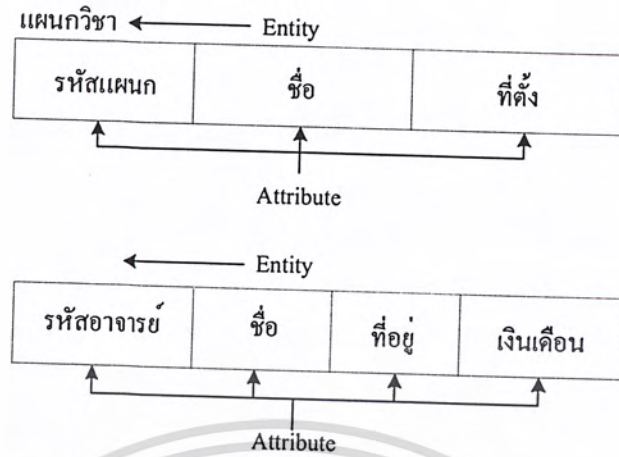 แผนกวิชา Entity
รหัสแผนก ชื่อ ที่ตั้ง
Attribute
Entity
รหัสอาจารย์ ชื่อ ที่อยู่ เงินเดือน
Attribute